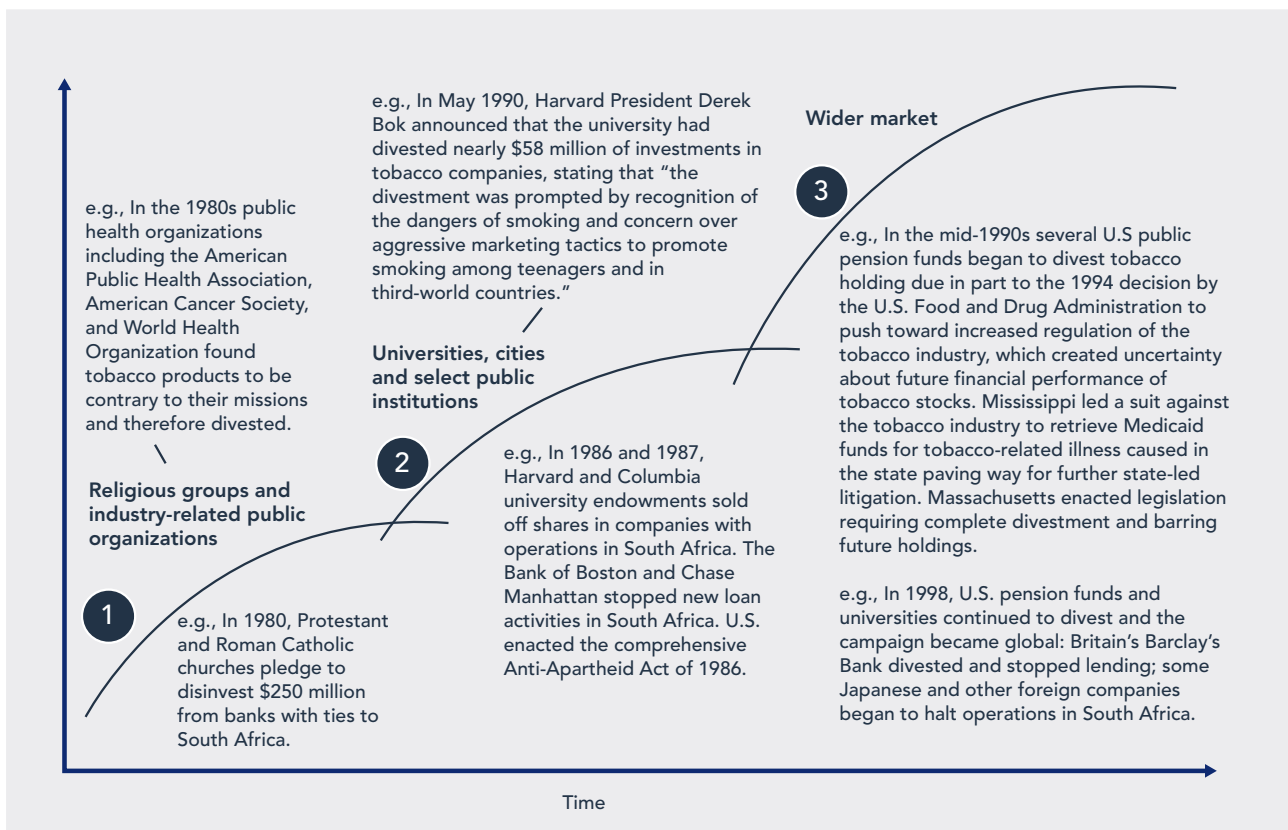 e.g., In the 1980s public
health organizations
including the American
Public Health Association,
American Cancer Society,
and World Health
Organization found
tobacco products to be
contrary to their missions
and therefore divested.
Religious groups and
industry-related public
organizations
1
e.g., In 1980, Protestant
and Roman Catholic
churches pledge to
disinvest $250 million
from banks with ties to
South Africa.
e.g., In May 1990, Harvard President Derek
Bok announced that the university had
divested nearly $58 million of investments in
tobacco companies, stating that “the
divestment was prompted by recognition of
the dangers of smoking and concern over
aggressive marketing tactics to promote
smoking among teenagers and in
third-world countries.”
Universities, cities
and select public
institutions
2
e.g., In 1986 and 1987,
Harvard and Columbia
university endowments sold
off shares in companies with
operations in South Africa. The
Bank of Boston and Chase
Manhattan stopped new loan
activities in South Africa. U.S.
enacted the comprehensive
Anti-Apartheid Act of 1986.
Wider market
3
e.g., In the mid-1990s several U.S public
pension funds began to divest tobacco
holding due in part to the 1994 decision by
the U.S. Food and Drug Administration to
push toward increased regulation of the
tobacco industry, which created uncertainty
about future financial performance of
tobacco stocks. Mississippi led a suit against
the tobacco industry to retrieve Medicaid
funds for tobacco-related illness caused in
the state paving way for further state-led
litigation. Massachusetts enacted legislation
requiring complete divestment and barring
future holdings.
e.g., In 1998, U.S. pension funds and
universities continued to divest and the
campaign became global: Britain’s Barclay’s
Bank divested and stopped lending; some
Japanese and other foreign companies
began to halt operations in South Africa.
Time